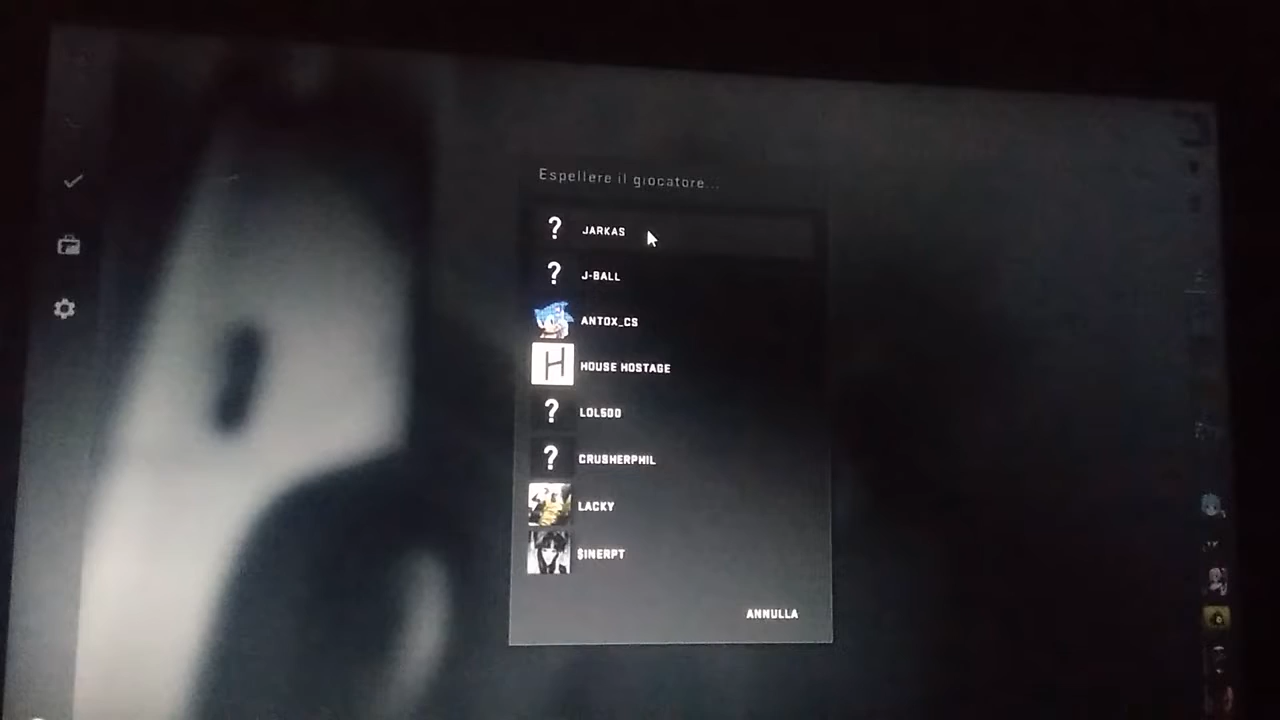 Espellere il giocatore...
? JARKAS
? J-BALL
ANTOX_CS
H HOUSE HOSTAGE
? LOL500
? CRUSHERPHIL
LACKY
$INERPT
ANNULLA